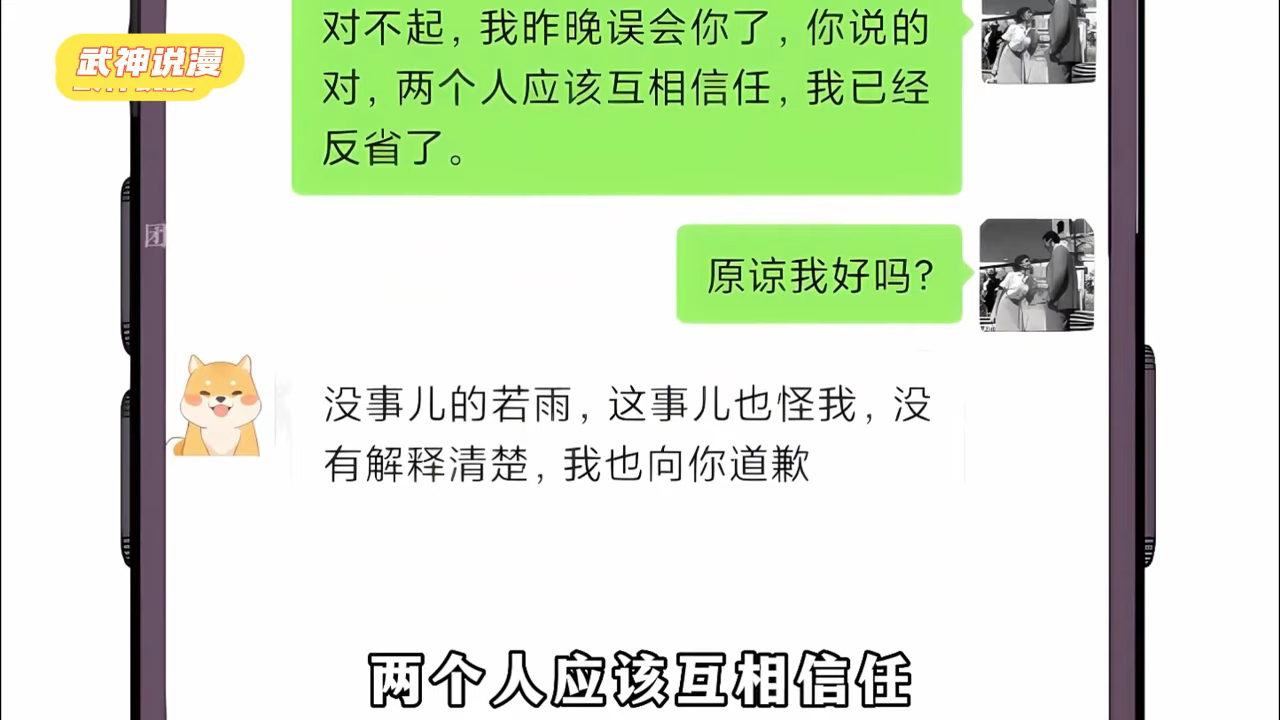 武神说漫
对不起，我昨晚误会你了，你说的
对，两个人应该互相信任，我已经
反省了。
团
原谅我好吗？
没事儿的若雨，这事儿也怪我，没
有解释清楚，我也向你道歉
两个人应该互相信任